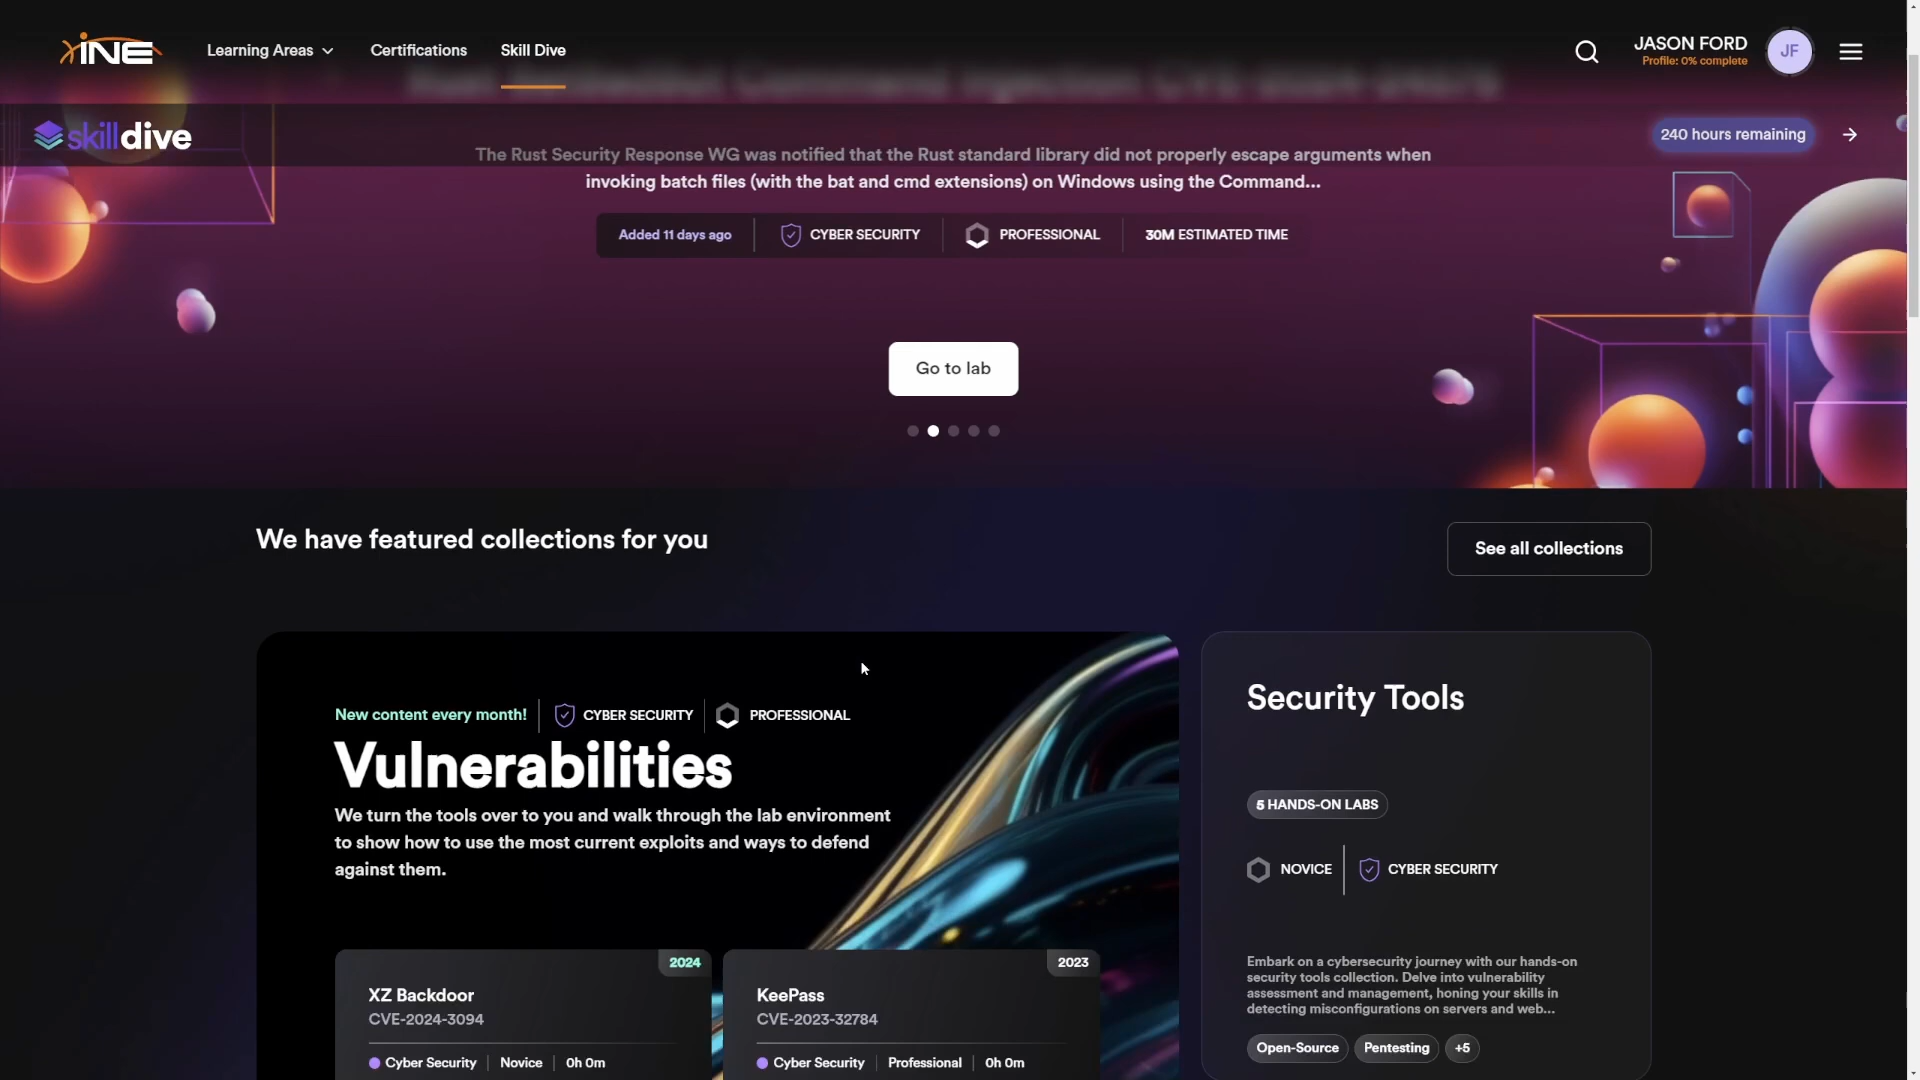 INE
Learning Areas
Certifications
Skill Dive
JASON FORD
Profile: 0% complete
JF
skilldive
240 hours remaining
The Rust Security Response WG was notified that the Rust standard library did not properly escape arguments when
invoking batch files (with the bat and cmd extensions) on Windows using the Command...
Added 11 days ago
CYBER SECURITY
PROFESSIONAL
30M ESTIMATED TIME
Go to lab
We have featured collections for you
See all collections
New content every month!
CYBER SECURITY
PROFESSIONAL
Vulnerabilities
We turn the tools over to you and walk through the lab environment
to show how to use the most current exploits and ways to defend
against them.
2024
XZ Backdoor
CVE-2024-3094
Cyber Security
Novice
0h 0m
2023
KeePass
CVE-2023-32784
Cyber Security
Professional
0h 0m
Security Tools
5 HANDS-ON LABS
NOVICE
CYBER SECURITY
Embark on a cybersecurity journey with our hands-on
security tools collection. Delve into vulnerability
assessment and management, honing your skills in
detecting misconfigurations on servers and web...
Open-Source
Pentesting
+5